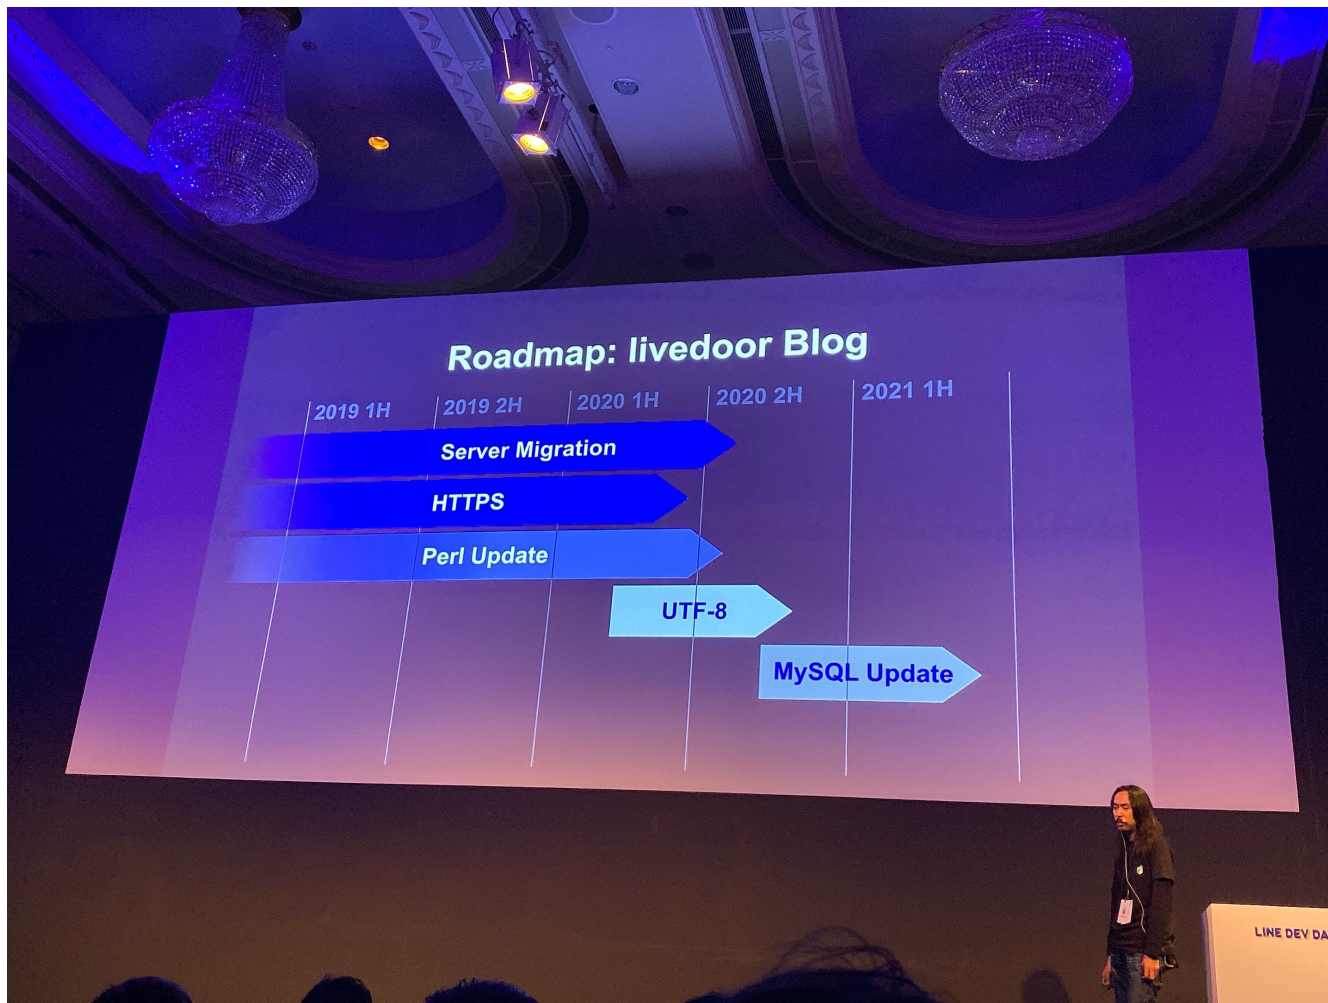 Roadmap: livedoor Blog
2019 1H
2019 2H
2020 1H
2020 2H
2021 1H
Server Migration
HTTPS
Perl Update
UTF-8
MySQL Update
LINE DEV DA